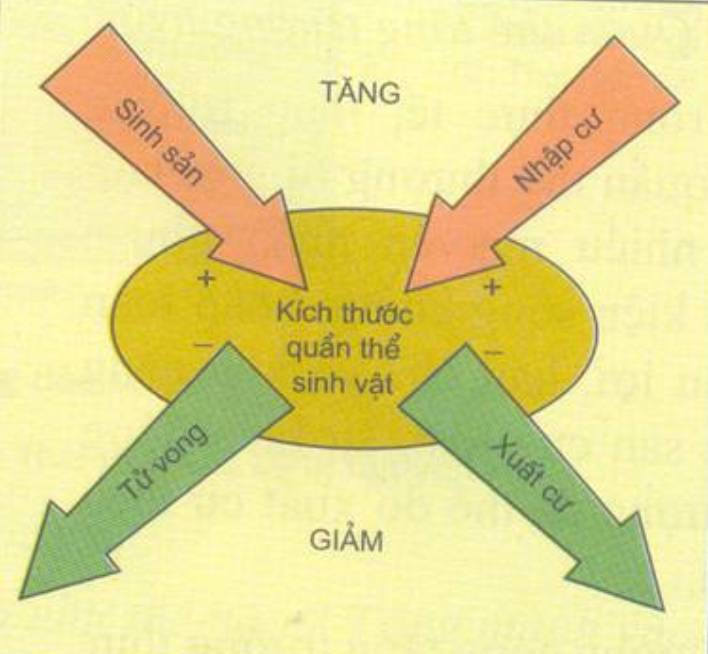 TĂNG
Sinh sản
Nhập cư
+
+
Kích thước
quần thể
sinh vật
–
–
Tử vong
Xuất cư
GIẢM